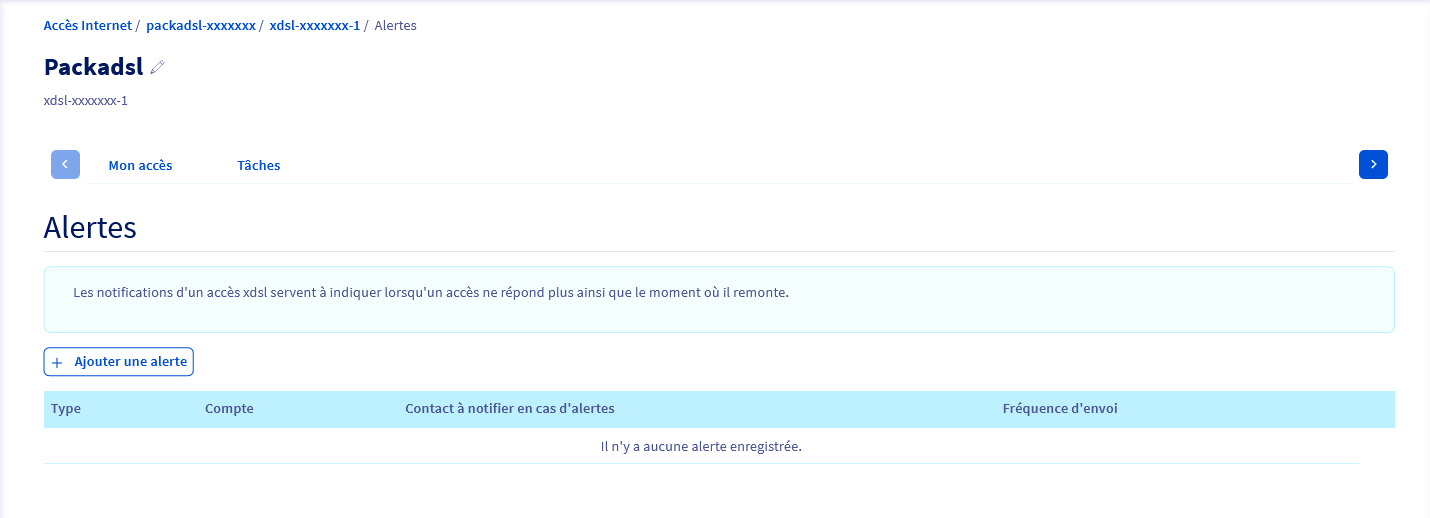 Accès Internet / packadsl-xxxxxxx / xdsl-xxxxxxx-1 / Alertes
Packadsl
xdsl-xxxxxxx-1
Mon accès Tâches
Alertes
Les notifications d'un accès xdsl servent à indiquer lorsqu'un accès ne répond plus ainsi que le moment où il remonte.
+ Ajouter une alerte
Type Compte Contact à notifier en cas d'alertes Fréquence d'envoi
Il n'y a aucune alerte enregistrée.